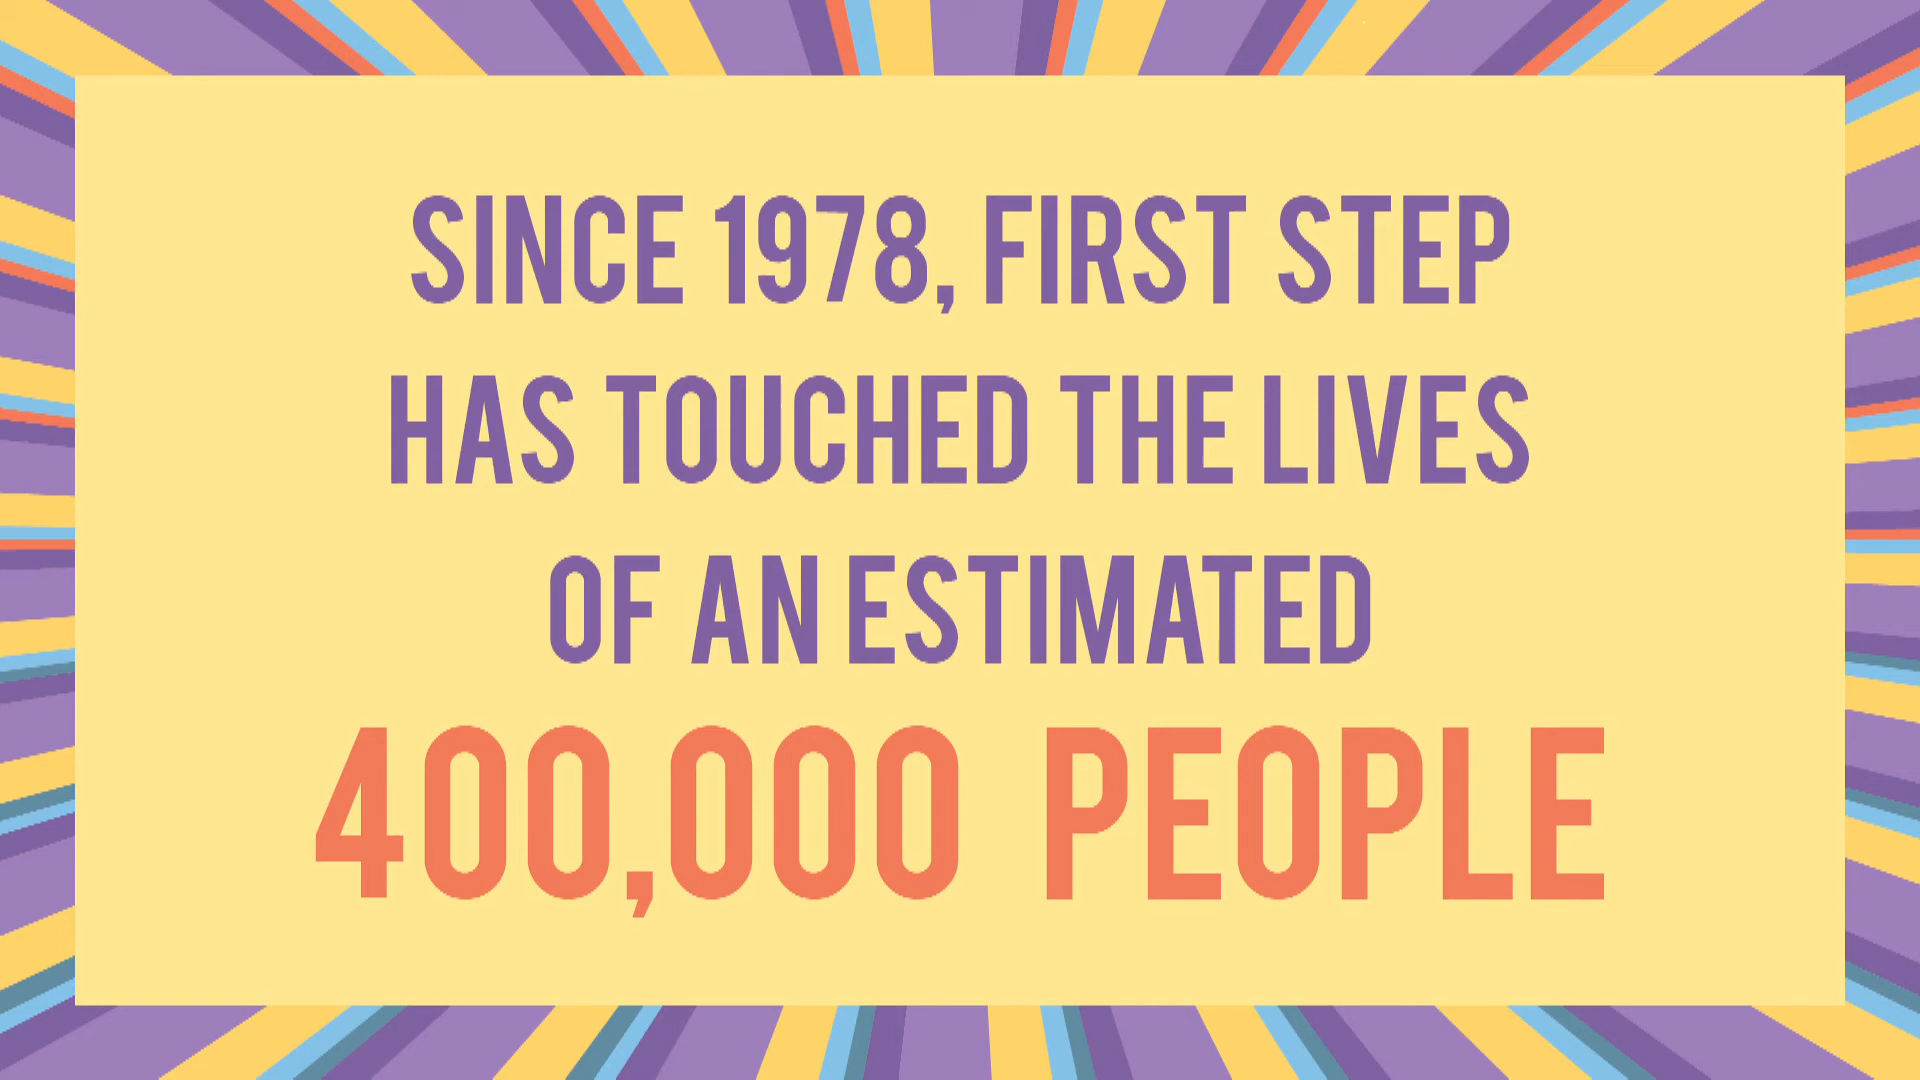 SINCE 1978, FIRST STEP
HAS TOUCHED THE LIVES
OF AN ESTIMATED
400,000 PEOPLE